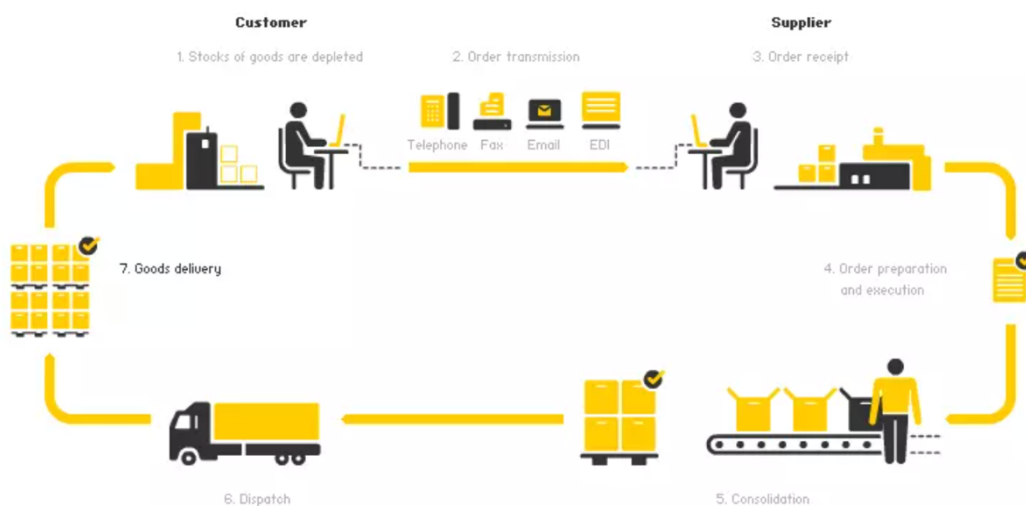 Customer
Supplier
1. Stocks of goods are depleted
2. Order transmission
3. Order receipt
Telephone
Fax
Email
EDI
7. Goods delivery
4. Order preparation
and execution
6. Dispatch
5. Consolidation